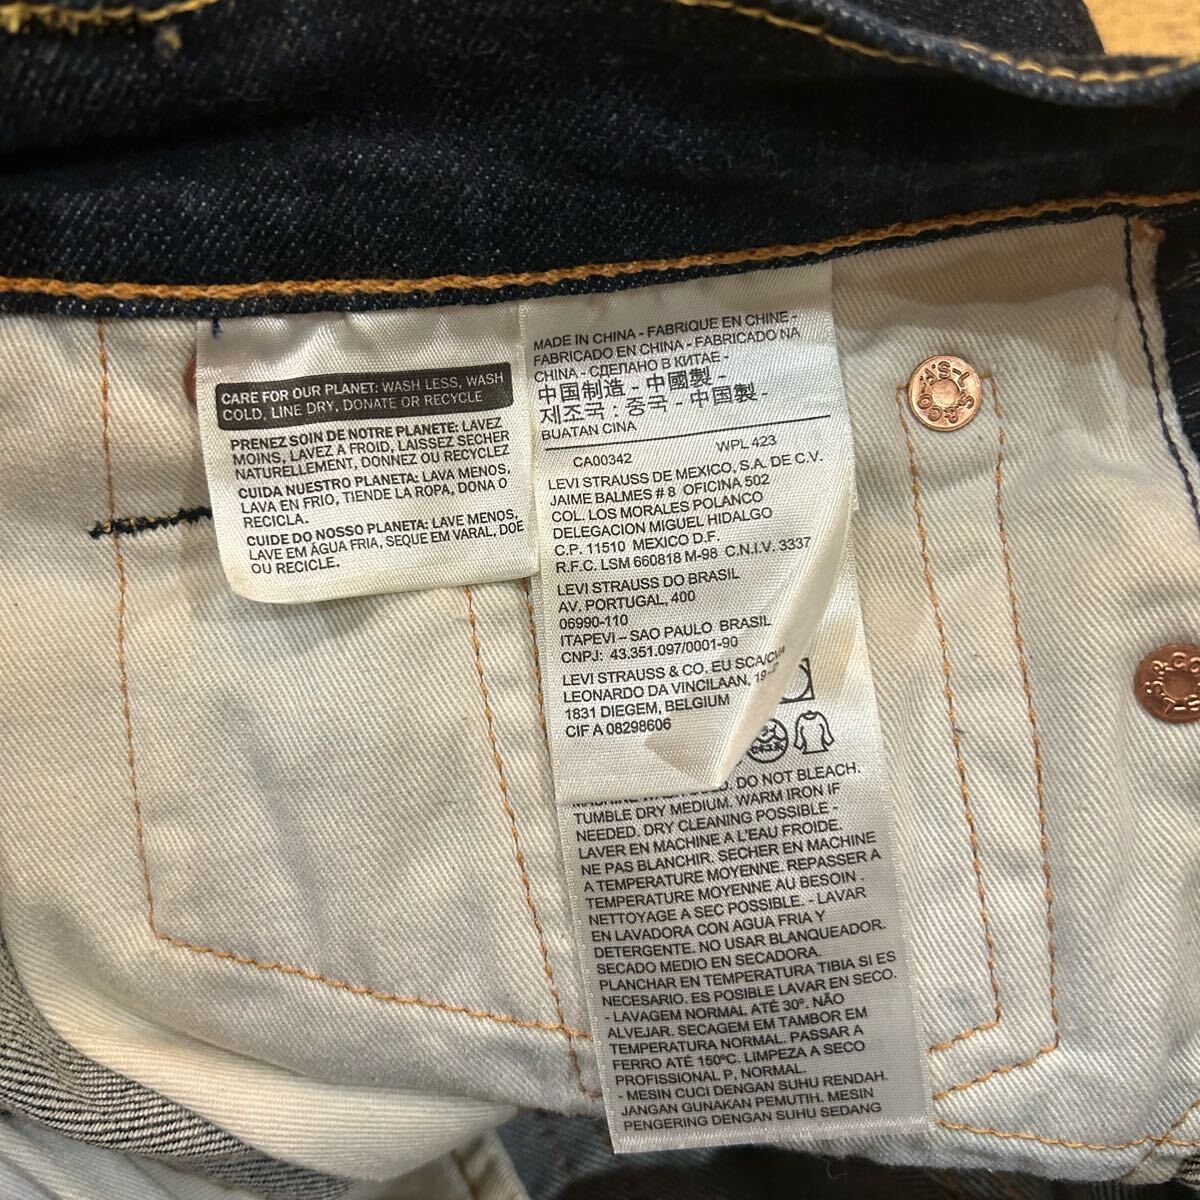 CARE FOR OUR PLANET: WASH LESS, WASH
COLD, LINE DRY, DONATE OR RECYCLE
PRENEZ SOIN DE NOTRE PLANETE: LAVEZ
MOINS, LAVEZ A FROID, LAISSEZ SECHER
NATURELLEMENT, DONNEZ OU RECYCLEZ
CUIDA NUESTRO PLANETA: LAVA MENOS,
LAVA EN FRIO, TIENDE LA ROPA, DONA O
RECICLA.
CUIDE DO NOSSO PLANETA: LAVE MENOS,
LAVE EM ÁGUA FRIA, SEQUE EM VARAL, DOE
OU RECICLE.
MADE IN CHINA - FABRIQUE EN CHINE -
FABRICADO EN CHINA - FABRICADO NA
CHINA - СДЕЛАНО В КИТАЕ -
中国制造 - 中國製 -
제조국 : 중국 - 中国製 -
BUATAN CINA
CA00342 WPL 423
LEVI STRAUSS DE MEXICO, S.A. DE C.V.
JAIME BALMES # 8 OFICINA 502
COL. LOS MORALES POLANCO
DELEGACION MIGUEL HIDALGO
C.P. 11510 MEXICO D.F.
R.F.C. LSM 660818 M-98 C.N.I.V. 3337
LEVI STRAUSS DO BRASIL
AV. PORTUGAL, 400
06990-110
ITAPEVI – SAO PAULO BRASIL
CNPJ: 43.351.097/0001-90
LEVI STRAUSS & CO. EU SCA/CVA
LEONARDO DA VINCILAAN, 19
1831 DIEGEM, BELGIUM
CIF A 08298606
DO NOT BLEACH.
TUMBLE DRY MEDIUM. WARM IRON IF
NEEDED. DRY CLEANING POSSIBLE -
LAVER EN MACHINE A L'EAU FROIDE.
NE PAS BLANCHIR. SECHER EN MACHINE
A TEMPERATURE MOYENNE. REPASSER A
TEMPERATURE MOYENNE AU BESOIN .
NETTOYAGE A SEC POSSIBLE. - LAVAR
EN LAVADORA CON AGUA FRIA Y
DETERGENTE. NO USAR BLANQUEADOR.
SECADO MEDIO EN SECADORA.
PLANCHAR EN TEMPERATURA TIBIA SI ES
NECESARIO. ES POSIBLE LAVAR EN SECO.
- LAVAGEM NORMAL ATÉ 30º. NÃO
ALVEJAR. SECAGEM EM TAMBOR EM
TEMPERATURA NORMAL. PASSAR A
FERRO ATÉ 150ºC. LIMPEZA A SECO
PROFISSIONAL P, NORMAL.
- MESIN CUCI DENGAN SUHU RENDAH.
JANGAN GUNAKAN PEMUTIH. MESIN
PENGERING DENGAN SUHU SEDANG